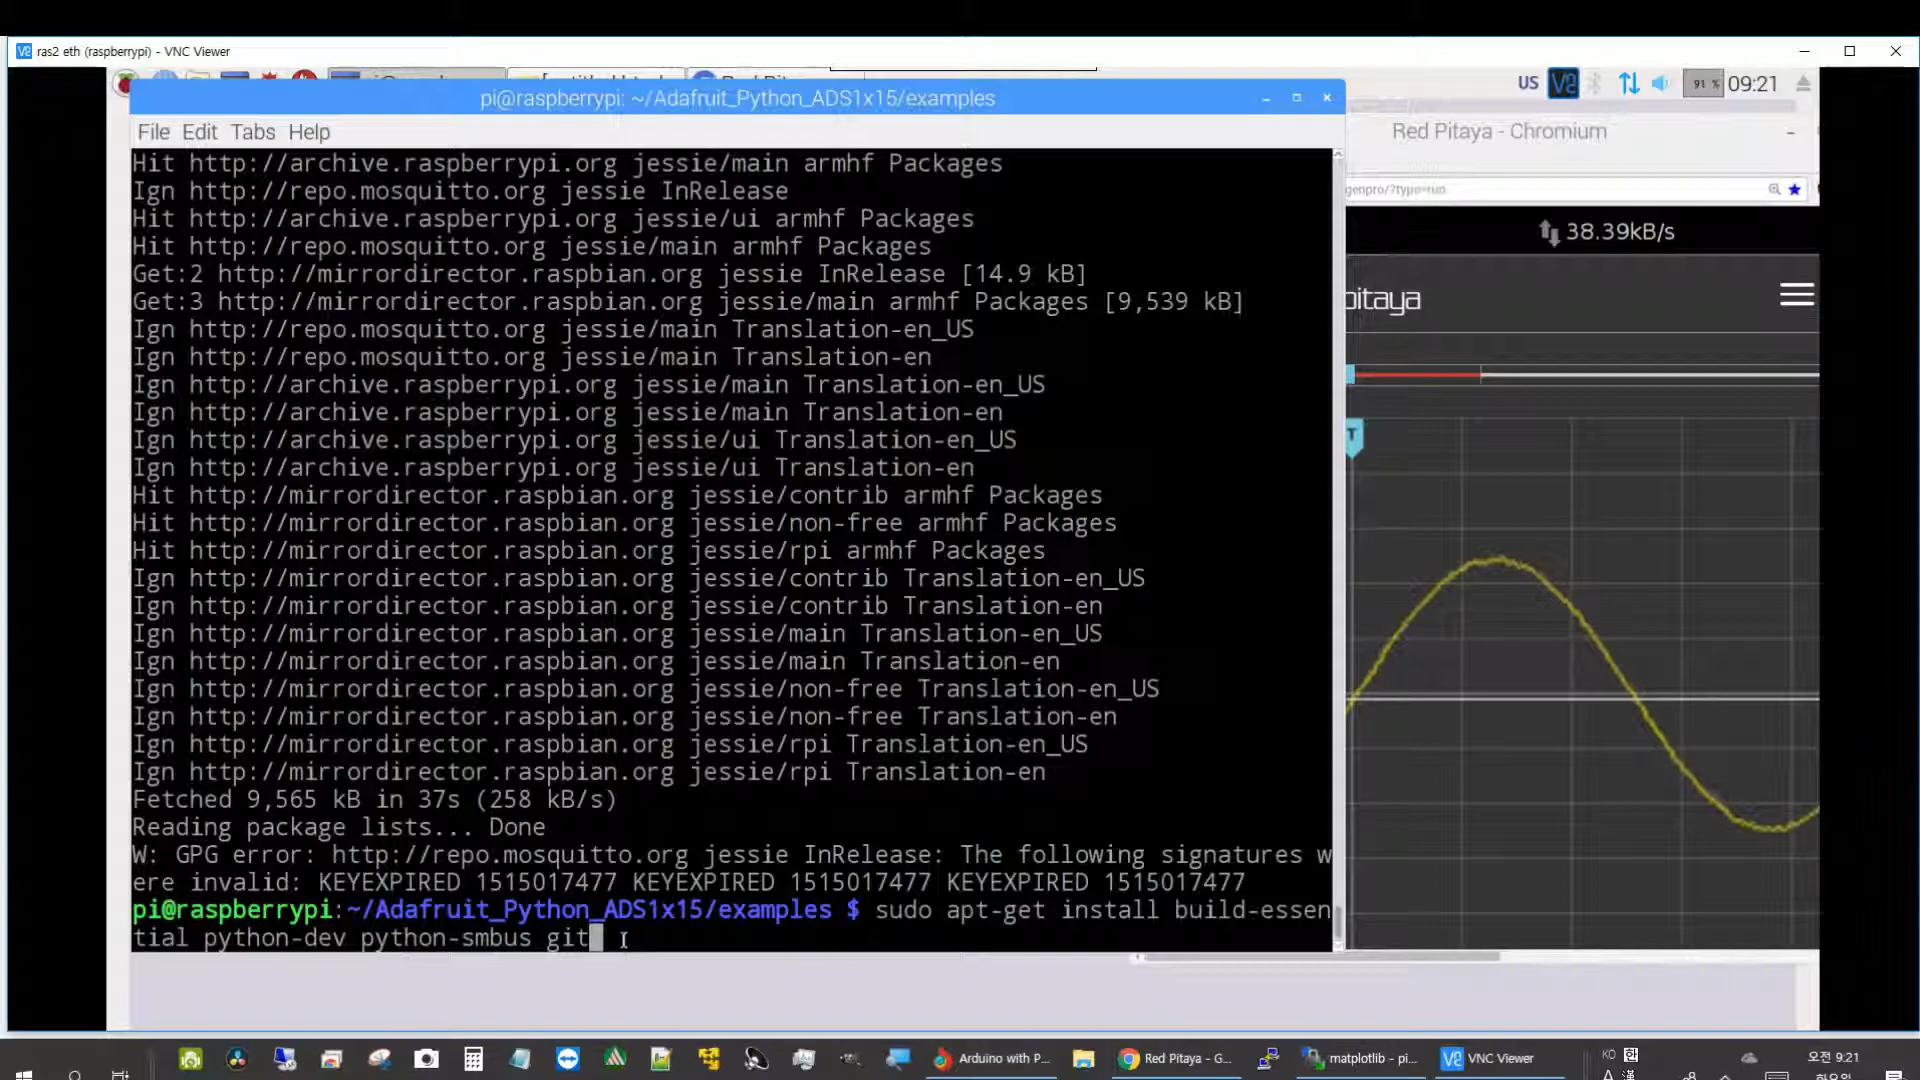 ras2 eth (raspberrypi) - VNC Viewer
US
91 %
09:21
pi@raspberrypi: ~/Adafruit_Python_ADS1x15/examples
File Edit Tabs Help
Red Pitaya - Chromium
genpro/?type=run
38.39kB/s
pitaya
T
Hit http://archive.raspberrypi.org jessie/main armhf Packages
Ign http://repo.mosquitto.org jessie InRelease
Hit http://archive.raspberrypi.org jessie/ui armhf Packages
Hit http://repo.mosquitto.org jessie/main armhf Packages
Get:2 http://mirrordirector.raspbian.org jessie InRelease [14.9 kB]
Get:3 http://mirrordirector.raspbian.org jessie/main armhf Packages [9,539 kB]
Ign http://repo.mosquitto.org jessie/main Translation-en_US
Ign http://repo.mosquitto.org jessie/main Translation-en
Ign http://archive.raspberrypi.org jessie/main Translation-en_US
Ign http://archive.raspberrypi.org jessie/main Translation-en
Ign http://archive.raspberrypi.org jessie/ui Translation-en_US
Ign http://archive.raspberrypi.org jessie/ui Translation-en
Hit http://mirrordirector.raspbian.org jessie/contrib armhf Packages
Hit http://mirrordirector.raspbian.org jessie/non-free armhf Packages
Hit http://mirrordirector.raspbian.org jessie/rpi armhf Packages
Ign http://mirrordirector.raspbian.org jessie/contrib Translation-en_US
Ign http://mirrordirector.raspbian.org jessie/contrib Translation-en
Ign http://mirrordirector.raspbian.org jessie/main Translation-en_US
Ign http://mirrordirector.raspbian.org jessie/main Translation-en
Ign http://mirrordirector.raspbian.org jessie/non-free Translation-en_US
Ign http://mirrordirector.raspbian.org jessie/non-free Translation-en
Ign http://mirrordirector.raspbian.org jessie/rpi Translation-en_US
Ign http://mirrordirector.raspbian.org jessie/rpi Translation-en
Fetched 9,565 kB in 37s (258 kB/s)
Reading package lists... Done
W: GPG error: http://repo.mosquitto.org jessie InRelease: The following signatures w
ere invalid: KEYEXPIRED 1515017477 KEYEXPIRED 1515017477 KEYEXPIRED 1515017477
pi@raspberrypi:~/Adafruit_Python_ADS1x15/examples $ sudo apt-get install build-essen
tial python-dev python-smbus git
Arduino with P...
Red Pitaya - G...
matplotlib - pi...
VNC Viewer
KO 한
A 漢
오전 9:21